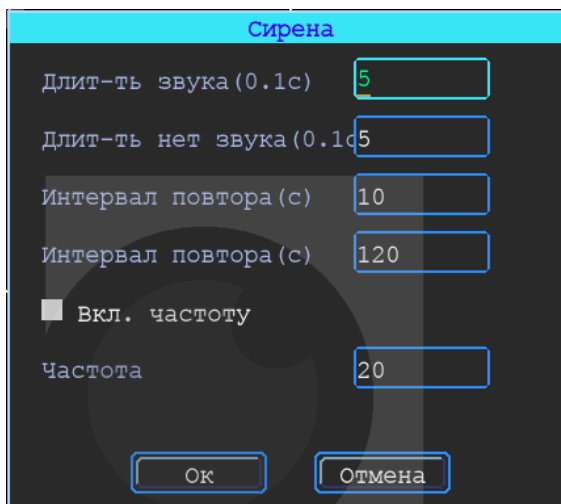 Сирена
Длит-ть звука(0.1с) 5
Длит-ть нет звука(0.1с 5
Интервал повтора(с) 10
Интервал повтора(с) 120
Вкл. частоту
Частота 20
Ок Отмена